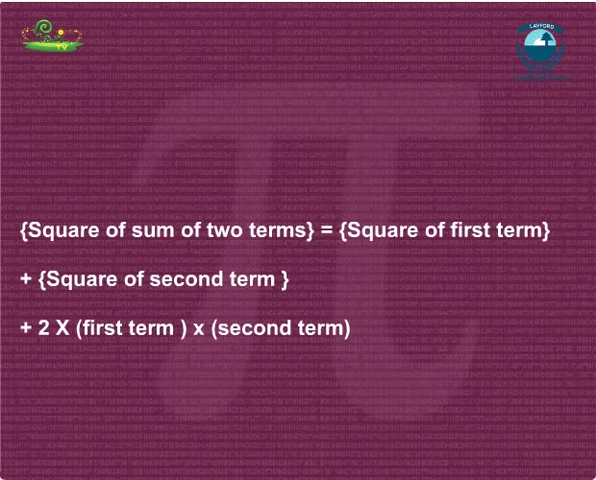 LAYFORD
{Square of sum of two terms} = {Square of first term}
+ {Square of second term }
+ 2 X (first term ) x (second term)